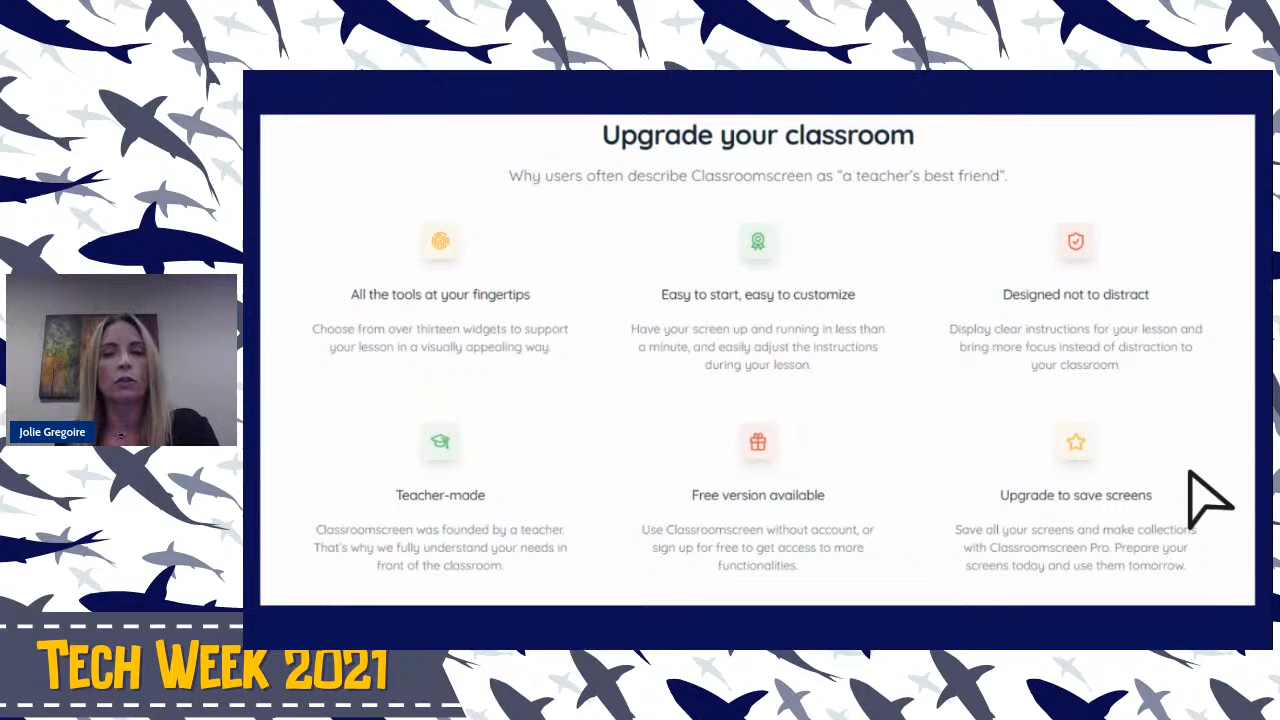 Upgrade your classroom
Why users often describe Classroomscreen as “a teacher’s best friend”.
All the tools at your fingertips
Choose from over thirteen widgets to support
your lesson in a visually appealing way.
Easy to start, easy to customize
Have your screen up and running in less than
a minute, and easily adjust the instructions
during your lesson.
Designed not to distract
Display clear instructions for your lesson and
bring more focus instead of distraction to
your classroom.
Teacher-made
Classroomscreen was founded by a teacher.
That’s why we fully understand your needs in
front of the classroom.
Free version available
Use Classroomscreen without account, or
sign up for free to get access to more
functionalities.
Upgrade to save screens
Save all your screens and make collections
with Classroomscreen Pro. Prepare your
screens today and use them tomorrow.
Jolie Gregoire
TECH WEEK 2021